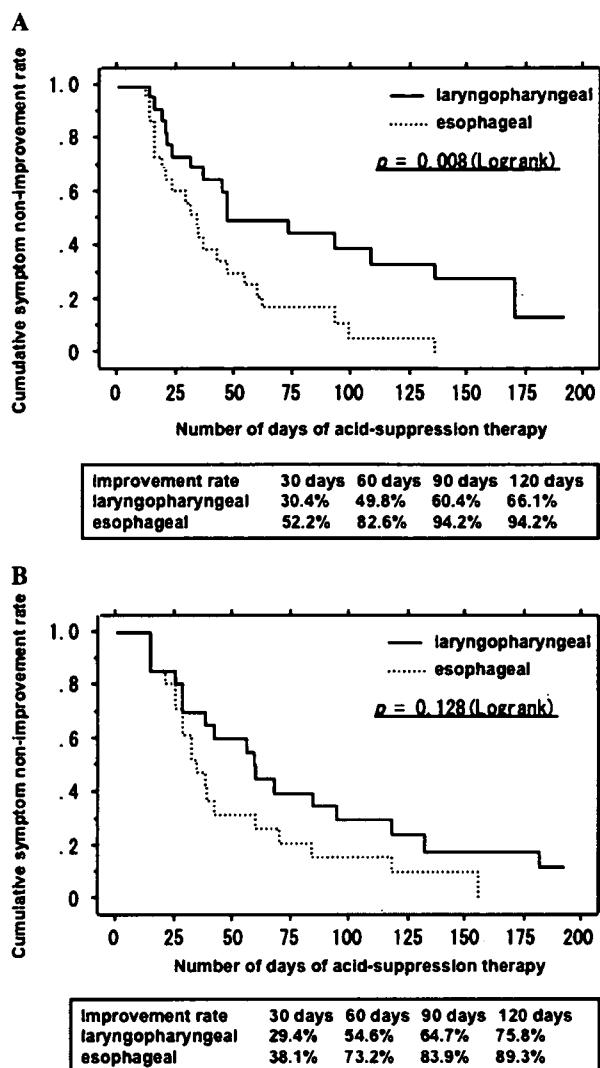 A
Cumulative symptom non-improvement rate
1.0
.8
.6
.4
.2
0
laryngopharyngeal
esophageal
p = 0.008 (Logrank)
0 25 50 75 100 125 150 175 200
Number of days of acid-suppression therapy
improvement rate 30 days 60 days 90 days 120 days
laryngopharyngeal 30.4% 49.8% 60.4% 66.1%
esophageal 52.2% 82.6% 94.2% 94.2%
B
Cumulative symptom non-improvement rate
1.0
.8
.6
.4
.2
0
laryngopharyngeal
esophageal
p = 0.128 (Logrank)
0 25 50 75 100 125 150 175 200
Number of days of acid-suppression therapy
improvement rate 30 days 60 days 90 days 120 days
laryngopharyngeal 29.4% 54.6% 64.7% 75.8%
esophageal 38.1% 73.2% 83.9% 89.3%